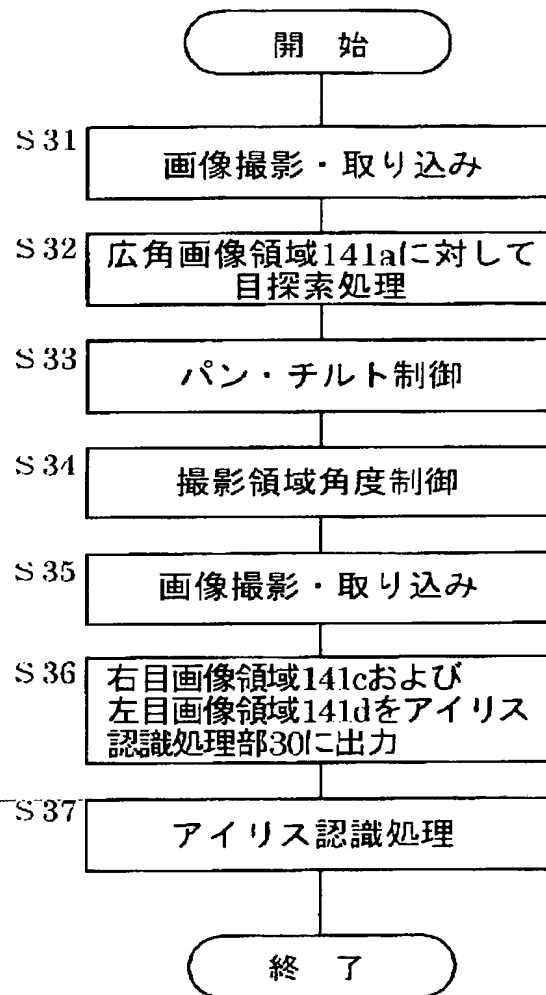 開 始
S31
画像撮影・取り込み
S32
広角画像領域141aに対して
目探索処理
S33
パン・チルト制御
S34
撮影領域角度制御
S35
画像撮影・取り込み
S36
右目画像領域141cおよび
左目画像領域141dをアイリス
認識処理部30に出力
S37
アイリス認識処理
終 了